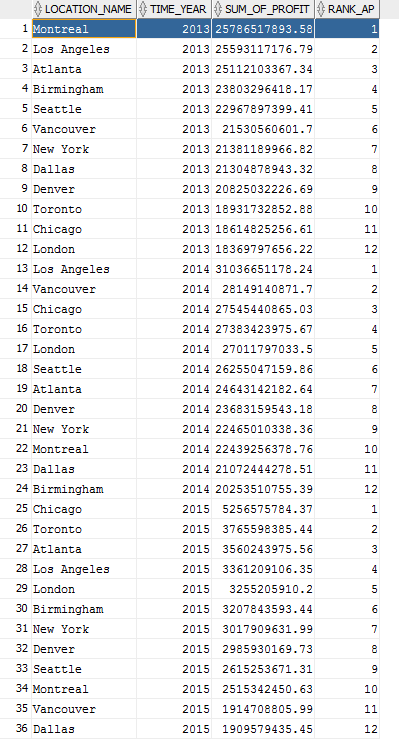 LOCATION_NAME TIME_YEAR SUM_OF_PROFIT RANK_AP
1 Montreal 2013 25786517893.58 1
2 Los Angeles 2013 25593117176.79 2
3 Atlanta 2013 25112103367.34 3
4 Birmingham 2013 23803296418.17 4
5 Seattle 2013 22967897399.41 5
6 Vancouver 2013 21530560601.7 6
7 New York 2013 21381189966.82 7
8 Dallas 2013 21304878943.32 8
9 Denver 2013 20825032226.69 9
10 Toronto 2013 18931732852.88 10
11 Chicago 2013 18614825256.61 11
12 London 2013 18369797656.22 12
13 Los Angeles 2014 31036651178.24 1
14 Vancouver 2014 28149140871.7 2
15 Chicago 2014 27545440865.03 3
16 Toronto 2014 27383423975.67 4
17 London 2014 27011797033.5 5
18 Seattle 2014 26255047159.86 6
19 Atlanta 2014 24643142182.64 7
20 Denver 2014 23683159543.18 8
21 New York 2014 22465010338.36 9
22 Montreal 2014 22439256378.76 10
23 Dallas 2014 21072444278.51 11
24 Birmingham 2014 20253510755.39 12
25 Chicago 2015 5256575784.37 1
26 Toronto 2015 3765598385.44 2
27 Atlanta 2015 3560243975.56 3
28 Los Angeles 2015 3361209106.35 4
29 London 2015 3255205910.2 5
30 Birmingham 2015 3207843593.44 6
31 New York 2015 3017909631.99 7
32 Denver 2015 2985930169.73 8
33 Seattle 2015 2615253671.31 9
34 Montreal 2015 2515342450.63 10
35 Vancouver 2015 1914708805.99 11
36 Dallas 2015 1909579435.45 12